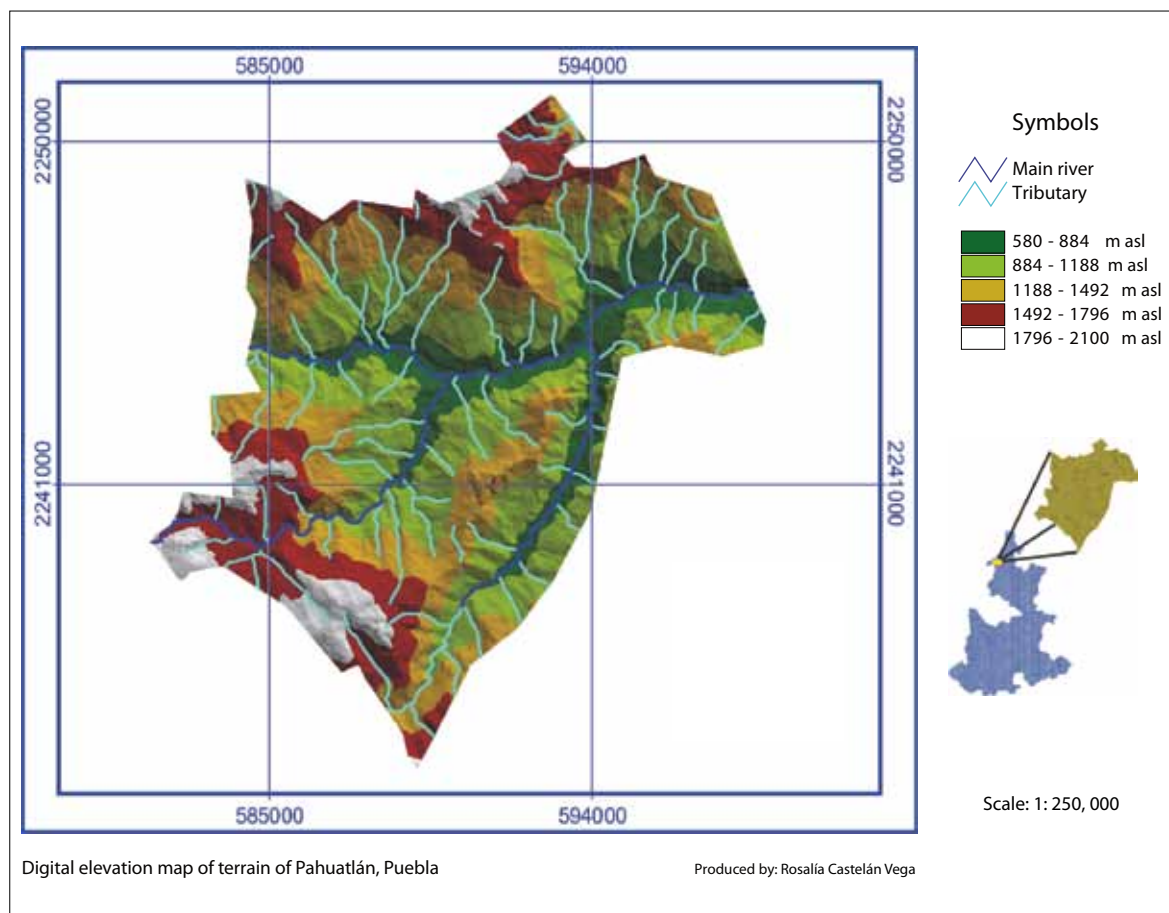 585000 594000
2250000 2250000
2241000 2241000
585000 594000
Symbols
Main river
Tributary
580 - 884 m asl
884 - 1188 m asl
1188 - 1492 m asl
1492 - 1796 m asl
1796 - 2100 m asl
Scale: 1: 250, 000
Digital elevation map of terrain of Pahuatlán, Puebla
Produced by: Rosalía Castelán Vega